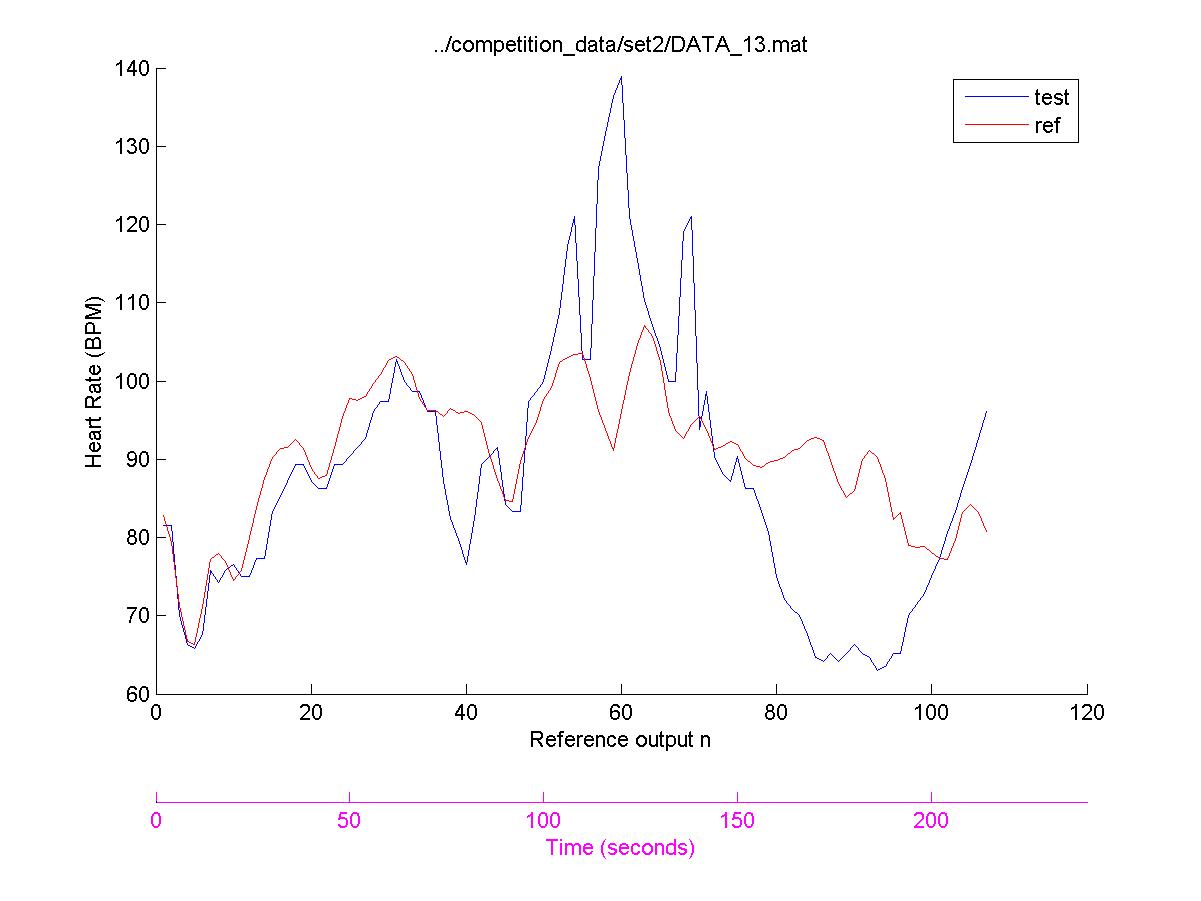 ../competition_data/set2/DATA_13.mat
test
ref
140
130
120
110
100
90
80
70
60
Heart Rate (BPM)
0 20 40 60 80 100 120
Reference output n
0 50 100 150 200
Time (seconds)